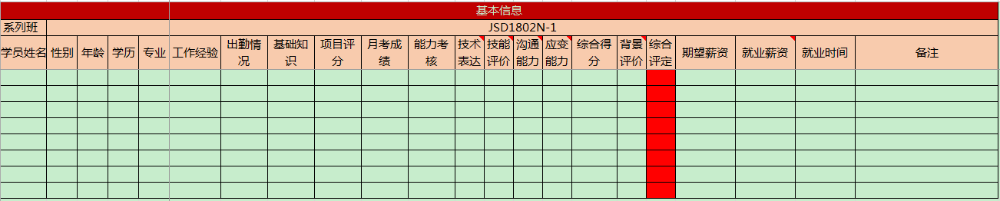 基本信息
系列班 JSD1802N-1
学员姓名 性别 年龄 学历 专业 工作经验 出勤情况 基础知识 项目评分 月考成绩 能力考核 技术表达 技能评价 沟通能力 应变能力 综合得分 背景评价 综合评定 期望薪资 就业薪资 就业时间 备注